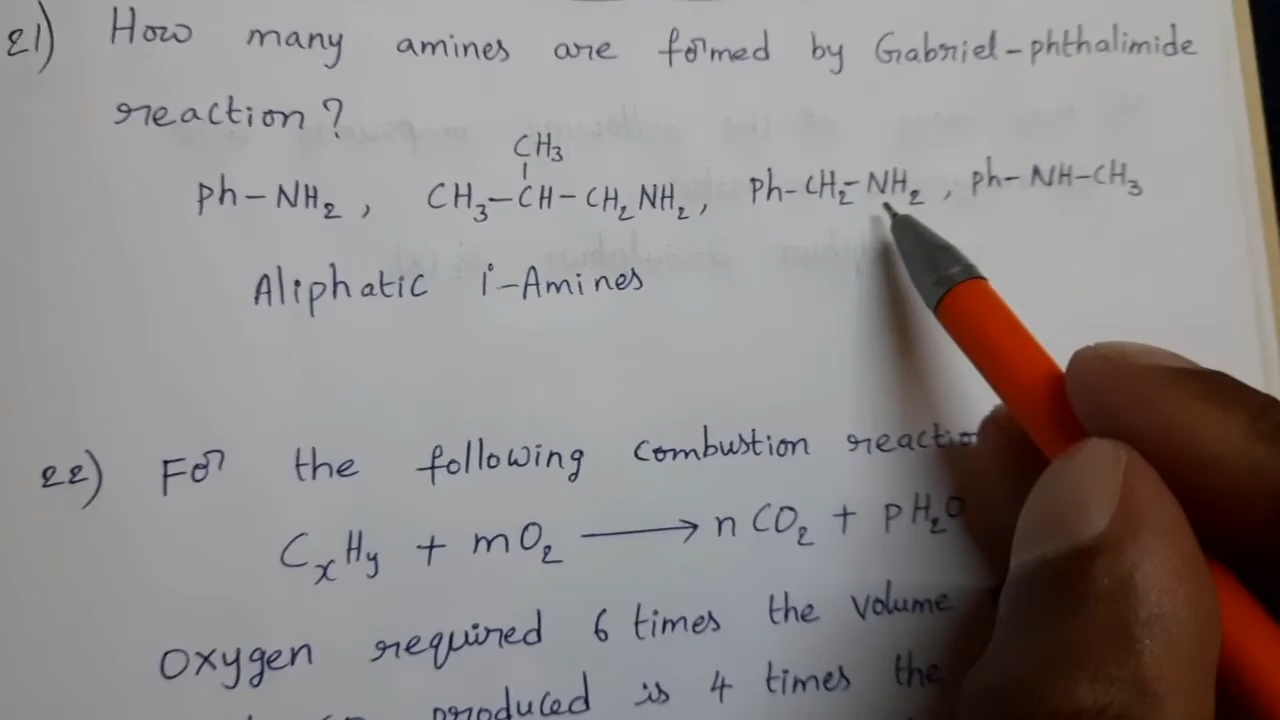 21) How many amines are formed by Gabriel-phthalimide
reaction?
CH3
Ph-NH2, CH3-CH-CH2NH2, Ph-CH2-NH2, Ph-NH-CH3
Aliphatic i-Amines
22) For the following combustion
CxHy + mO2 → nCO2 + pH2O
Oxygen required 6 times the volume
produced is 4 times the